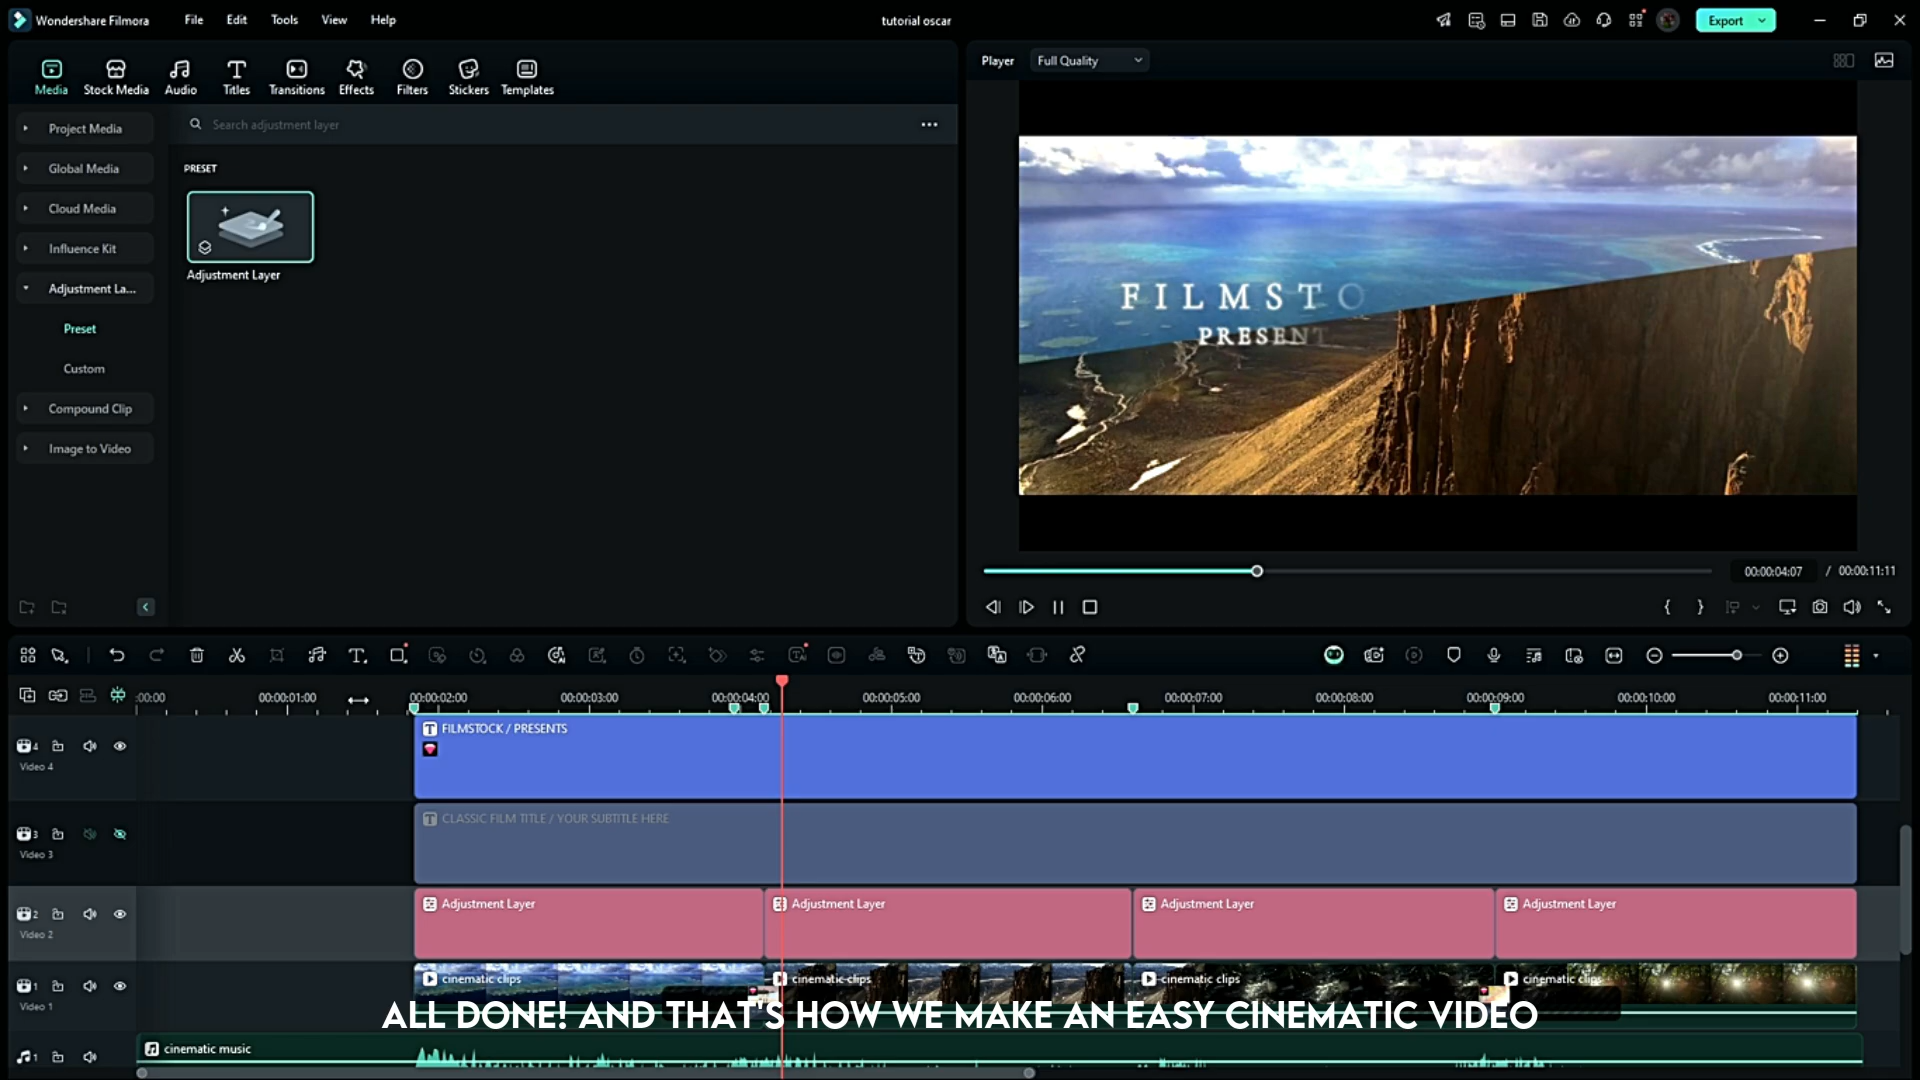 Wondershare Filmora
File
Edit
Tools
View
Help
tutorial oscar
Export
Media
Stock Media
Audio
Titles
Transitions
Effects
Filters
Stickers
Templates
Player
Full Quality
Project Media
Global Media
Cloud Media
Influence Kit
Adjustment La...
Preset
Custom
Compound Clip
Image to Video
Search adjustment layer
PRESET
Adjustment Layer
FILMSTO
PRESENT
00:00:04:07 / 00:00:11:11
:00:00
00:00:01:00
00:00:02:00
00:00:03:00
00:00:04:00
00:00:05:00
00:00:06:00
00:00:07:00
00:00:08:00
00:00:09:00
00:00:10:00
00:00:11:00
4
Video 4
FILMSTOCK / PRESENTS
3
Video 3
CLASSIC FILM TITLE / YOUR SUBTITLE HERE
2
Video 2
Adjustment Layer
Adjustment Layer
Adjustment Layer
Adjustment Layer
1
Video 1
cinematic clips
cinematic clips
cinematic clips
cinematic clips
ALL DONE! AND THAT'S HOW WE MAKE AN EASY CINEMATIC VIDEO
1
cinematic music